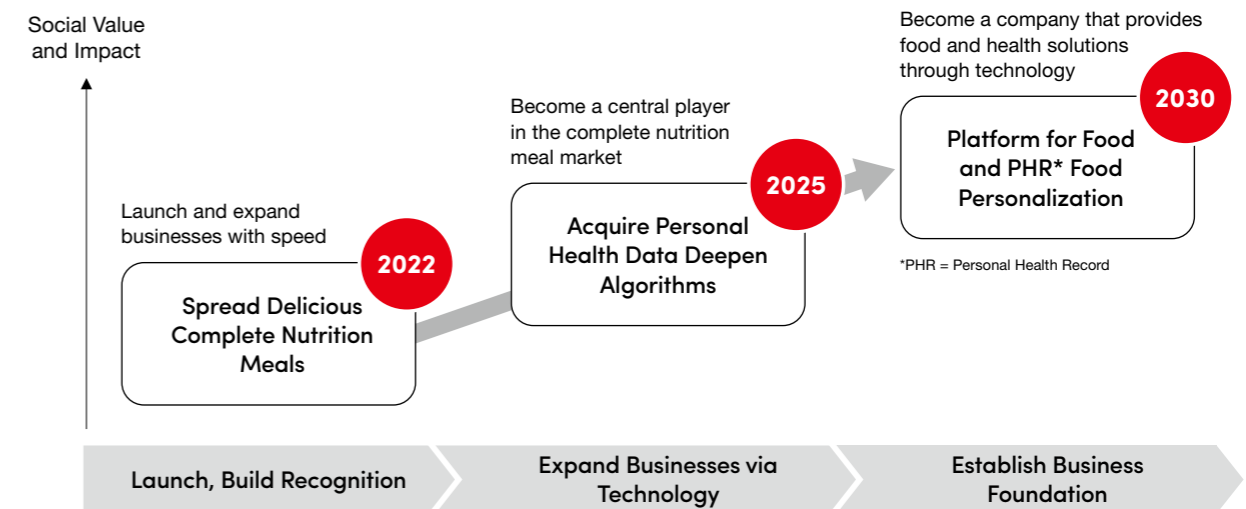 Social Value
and Impact
Launch and expand
businesses with speed
2022
Spread Delicious
Complete Nutrition
Meals
Become a central player
in the complete nutrition
meal market
2025
Acquire Personal
Health Data Deepen
Algorithms
Become a company that provides
food and health solutions
through technology
2030
Platform for Food
and PHR* Food
Personalization
*PHR = Personal Health Record
Launch, Build Recognition
Expand Businesses via
Technology
Establish Business
Foundation